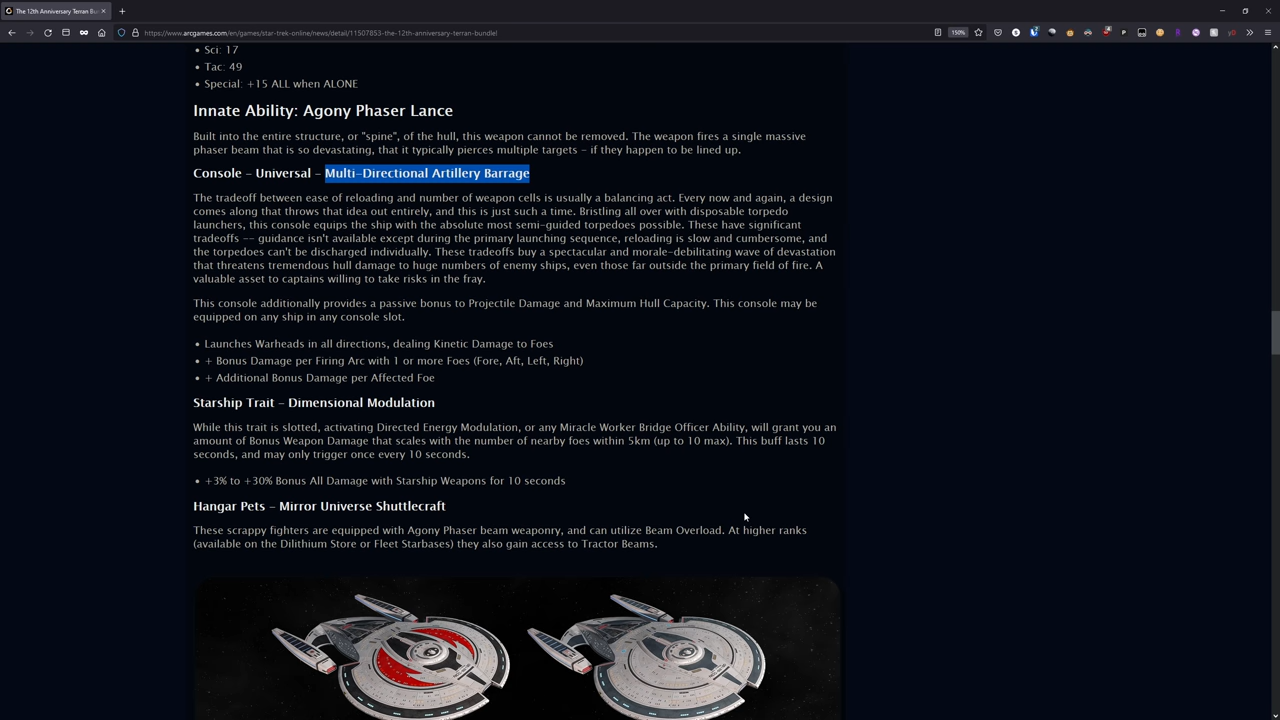 The 12th Anniversary Terran Bu
https://www.arcgames.com/en/games/star-trek-online/news/detail/11507853-the-12th-anniversary-terran-bundle!
150%
• Sci: 17
• Tac: 49
• Special: +15 ALL when ALONE
Innate Ability: Agony Phaser Lance
Built into the entire structure, or "spine", of the hull, this weapon cannot be removed. The weapon fires a single massive
phaser beam that is so devastating, that it typically pierces multiple targets – if they happen to be lined up.
Console – Universal – Multi-Directional Artillery Barrage
The tradeoff between ease of reloading and number of weapon cells is usually a balancing act. Every now and again, a design
comes along that throws that idea out entirely, and this is just such a time. Bristling all over with disposable torpedo
launchers, this console equips the ship with the absolute most semi-guided torpedoes possible. These have significant
tradeoffs -- guidance isn't available except during the primary launching sequence, reloading is slow and cumbersome, and
the torpedoes can't be discharged individually. These tradeoffs buy a spectacular and morale-debilitating wave of devastation
that threatens tremendous hull damage to huge numbers of enemy ships, even those far outside the primary field of fire. A
valuable asset to captains willing to take risks in the fray.
This console additionally provides a passive bonus to Projectile Damage and Maximum Hull Capacity. This console may be
equipped on any ship in any console slot.
• Launches Warheads in all directions, dealing Kinetic Damage to Foes
• + Bonus Damage per Firing Arc with 1 or more Foes (Fore, Aft, Left, Right)
• + Additional Bonus Damage per Affected Foe
Starship Trait – Dimensional Modulation
While this trait is slotted, activating Directed Energy Modulation, or any Miracle Worker Bridge Officer Ability, will grant you an
amount of Bonus Weapon Damage that scales with the number of nearby foes within 5km (up to 10 max). This buff lasts 10
seconds, and may only trigger once every 10 seconds.
• +3% to +30% Bonus All Damage with Starship Weapons for 10 seconds
Hangar Pets – Mirror Universe Shuttlecraft
These scrappy fighters are equipped with Agony Phaser beam weaponry, and can utilize Beam Overload. At higher ranks
(available on the Dilithium Store or Fleet Starbases) they also gain access to Tractor Beams.